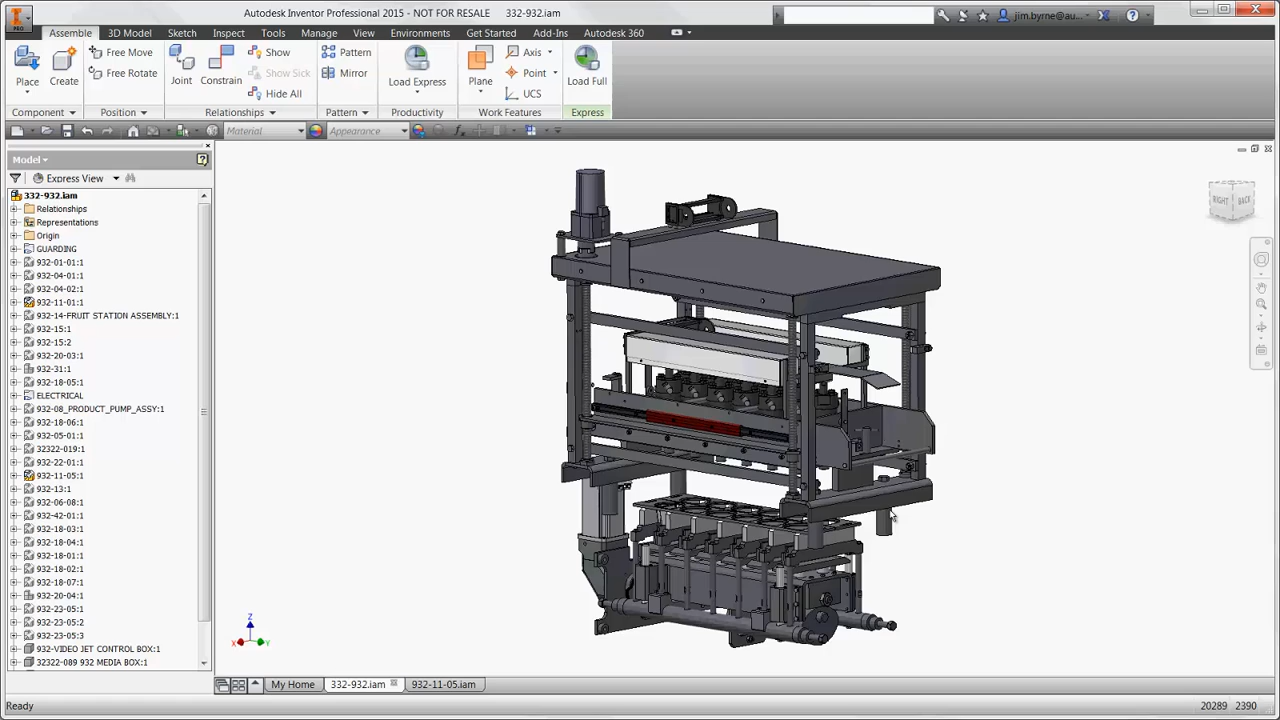 Autodesk Inventor Professional 2015 - NOT FOR RESALE 332-932.iam
jim.byrne@au...
PRO
Assemble 3D Model Sketch Inspect Tools Manage View Environments Get Started Add-Ins Autodesk 360
Place
Create
Free Move
Free Rotate
Joint
Constrain
Show
Show Sick
Hide All
Pattern
Mirror
Load Express
Plane
Axis
Point
UCS
Load Full
Component Position Relationships Pattern Productivity Work Features Express
Material Appearance
Model
Express View
332-932.iam
Relationships
Representations
Origin
GUARDING
932-01-01:1
932-04-01:1
932-04-02:1
932-11-01:1
932-14-FRUIT STATION ASSEMBLY:1
932-15:1
932-15:2
932-20-03:1
932-31:1
932-18-05:1
ELECTRICAL
932-08_PRODUCT_PUMP_ASSY:1
932-18-06:1
932-05-01:1
32322-019:1
932-22-01:1
932-11-05:1
932-13:1
932-06-08:1
932-42-01:1
932-18-03:1
932-18-04:1
932-18-01:1
932-18-02:1
932-18-07:1
932-20-04:1
932-23-05:1
932-23-05:2
932-23-05:3
932-VIDEO JET CONTROL BOX:1
32322-089 932 MEDIA BOX:1
RIGHT BACK
Z
X Y
My Home 332-932.iam 932-11-05.iam
Ready 20289 2390